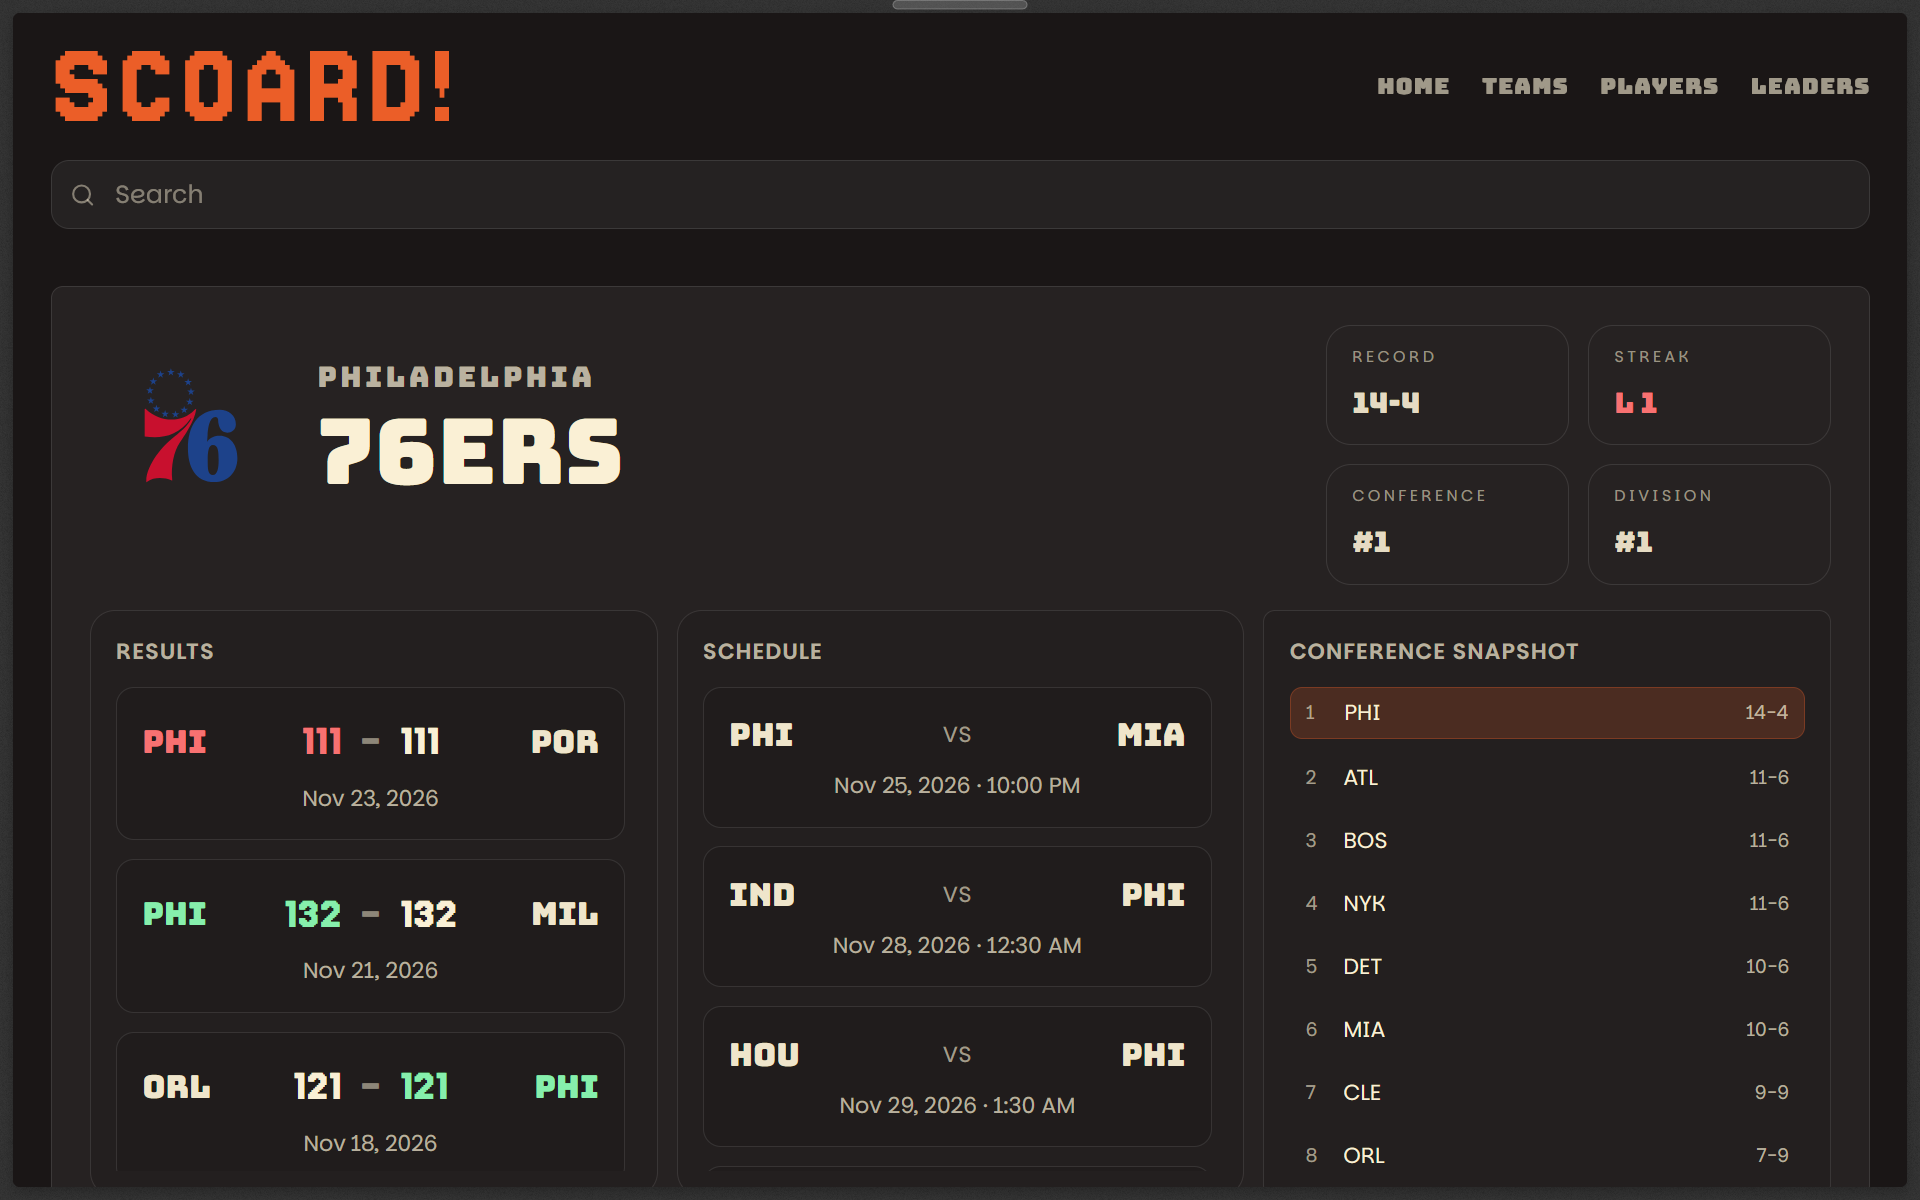 SCOARD!
HOME TEAMS PLAYERS LEADERS
Search
76
PHILADELPHIA
76ERS
RECORD
14-4
STREAK
L 1
CONFERENCE
#1
DIVISION
#1
RESULTS
PHI 111 – 111 POR
Nov 23, 2026
PHI 132 – 132 MIL
Nov 21, 2026
ORL 121 – 121 PHI
Nov 18, 2026
SCHEDULE
PHI VS MIA
Nov 25, 2026 · 10:00 PM
IND VS PHI
Nov 28, 2026 · 12:30 AM
HOU VS PHI
Nov 29, 2026 · 1:30 AM
CONFERENCE SNAPSHOT
1 PHI 14-4
2 ATL 11-6
3 BOS 11-6
4 NYK 11-6
5 DET 10-6
6 MIA 10-6
7 CLE 9-9
8 ORL 7-9